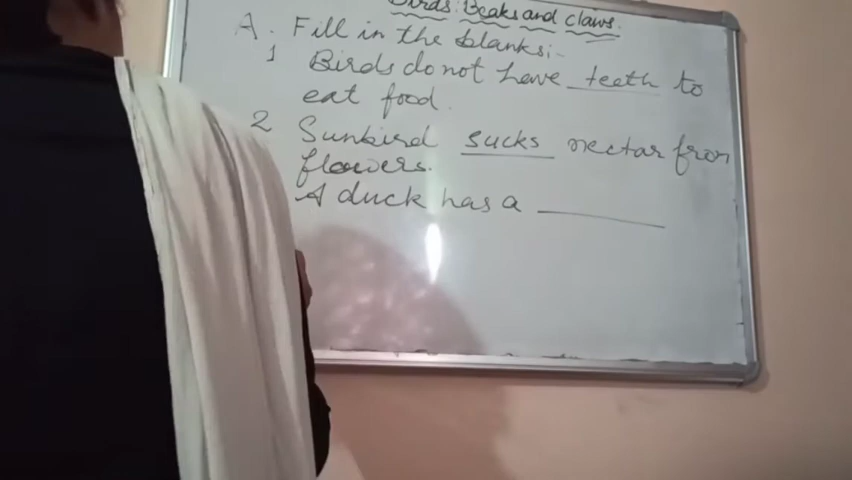 Birds: Beaks and claws.
A. Fill in the blanks:-
1 Birds do not have teeth to
eat food.
2 Sunbird sucks nectar from
flowers.
A duck has a